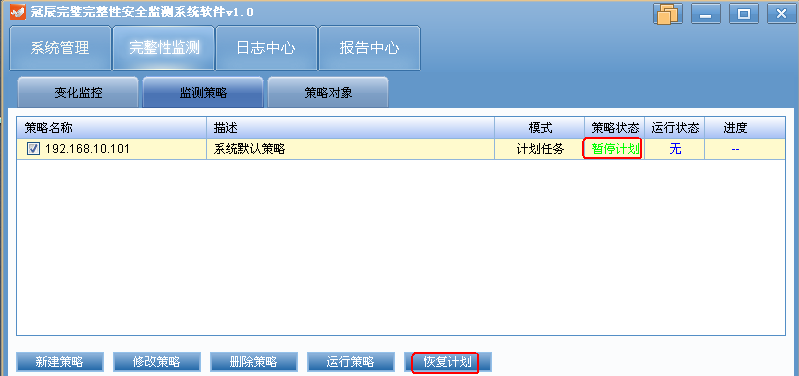 冠辰完璧完整性安全监测系统软件v1.0
系统管理 完整性监测 日志中心 报告中心
变化监控 监测策略 策略对象
策略名称 描述 模式 策略状态 运行状态 进度
192.168.10.101 系统默认策略 计划任务 暂停计划 无 --
新建策略 修改策略 删除策略 运行策略 恢复计划